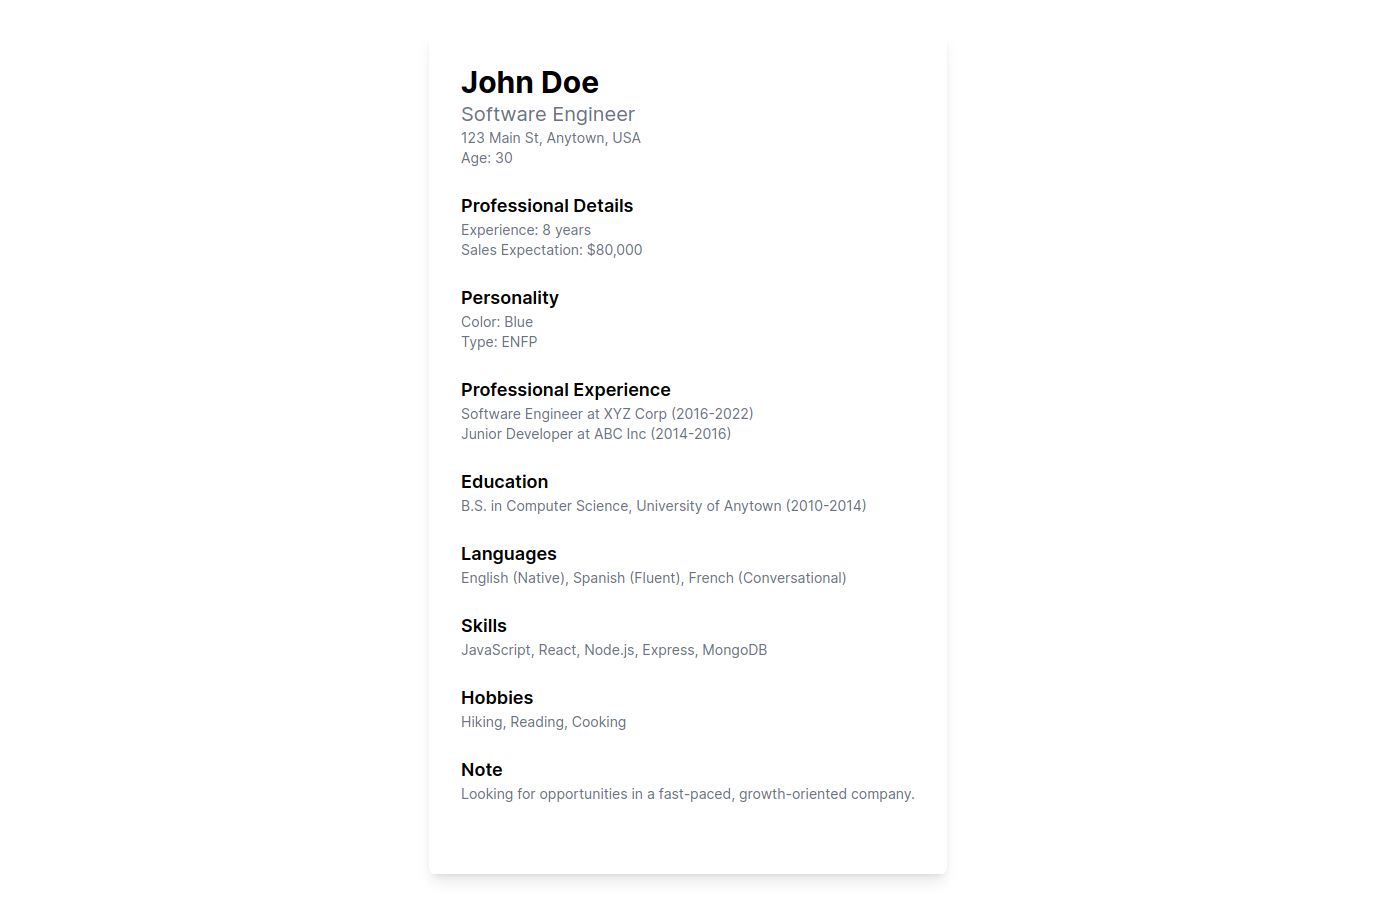 John Doe
Software Engineer
123 Main St, Anytown, USA
Age: 30
Professional Details
Experience: 8 years
Sales Expectation: $80,000
Personality
Color: Blue
Type: ENFP
Professional Experience
Software Engineer at XYZ Corp (2016-2022)
Junior Developer at ABC Inc (2014-2016)
Education
B.S. in Computer Science, University of Anytown (2010-2014)
Languages
English (Native), Spanish (Fluent), French (Conversational)
Skills
JavaScript, React, Node.js, Express, MongoDB
Hobbies
Hiking, Reading, Cooking
Note
Looking for opportunities in a fast-paced, growth-oriented company.